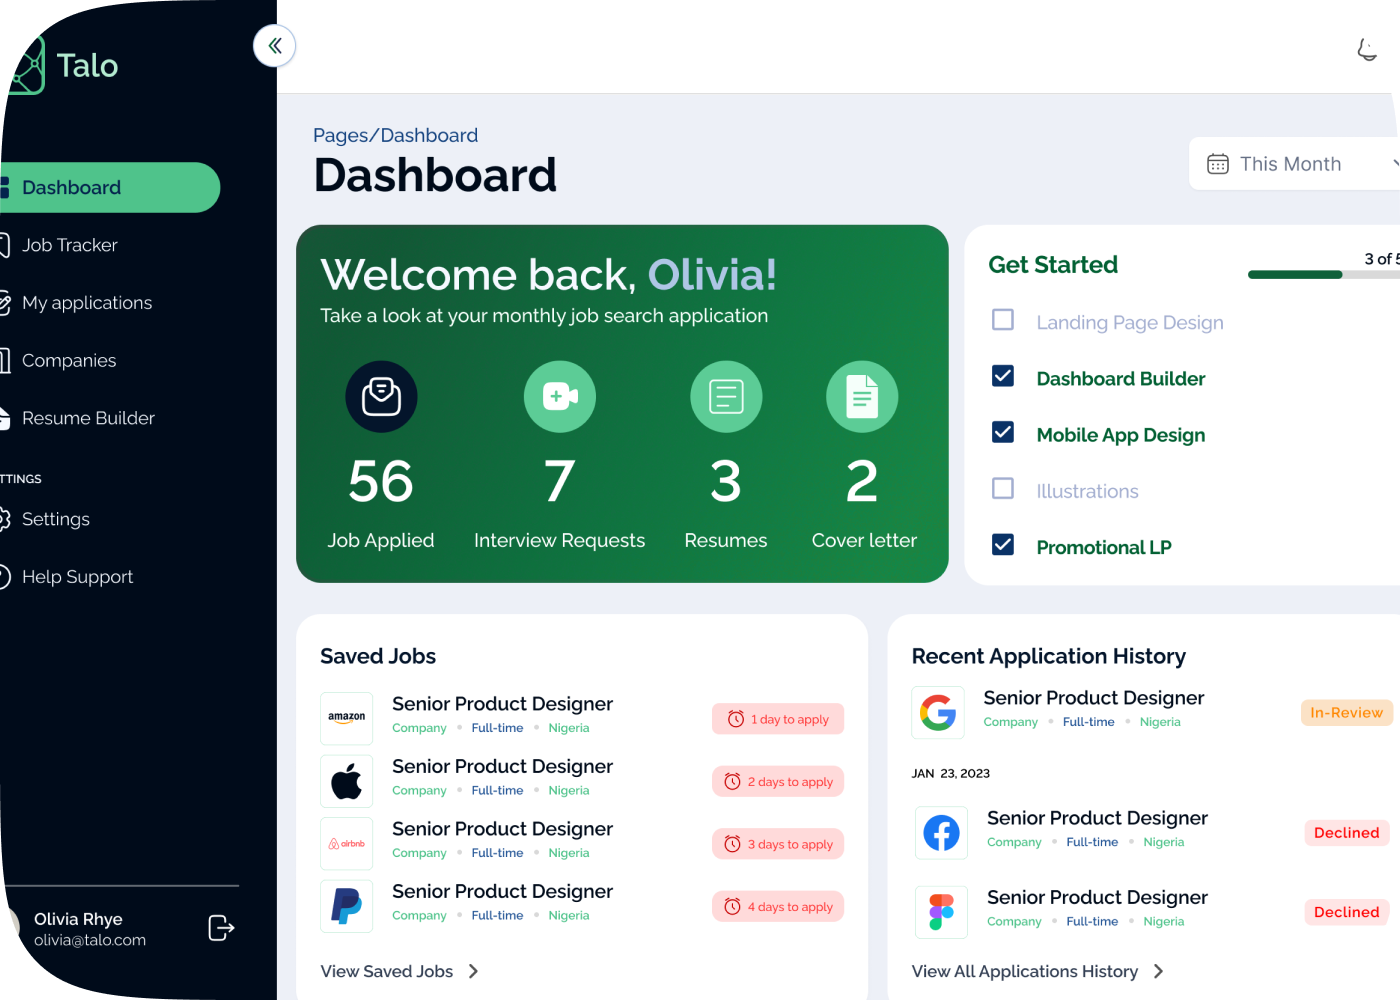 Talo
Dashboard
Job Tracker
My applications
Companies
Resume Builder
Settings
Help Support
Olivia Rhye
olivia@talo.com
Pages/Dashboard
Dashboard
This Month
Welcome back, Olivia!
Take a look at your monthly job search application
56
Job Applied
7
Interview Requests
3
Resumes
2
Cover letter
Get Started
3 of
Landing Page Design
Dashboard Builder
Mobile App Design
Illustrations
Promotional LP
Saved Jobs
amazon
Senior Product Designer
Company • Full-time • Nigeria
1 day to apply
Senior Product Designer
Company • Full-time • Nigeria
2 days to apply
airbnb
Senior Product Designer
Company • Full-time • Nigeria
3 days to apply
Senior Product Designer
Company • Full-time • Nigeria
4 days to apply
View Saved Jobs
Recent Application History
Senior Product Designer
Company • Full-time • Nigeria
In-Review
JAN 23, 2023
Senior Product Designer
Company • Full-time • Nigeria
Declined
Senior Product Designer
Company • Full-time • Nigeria
Declined
View All Applications History